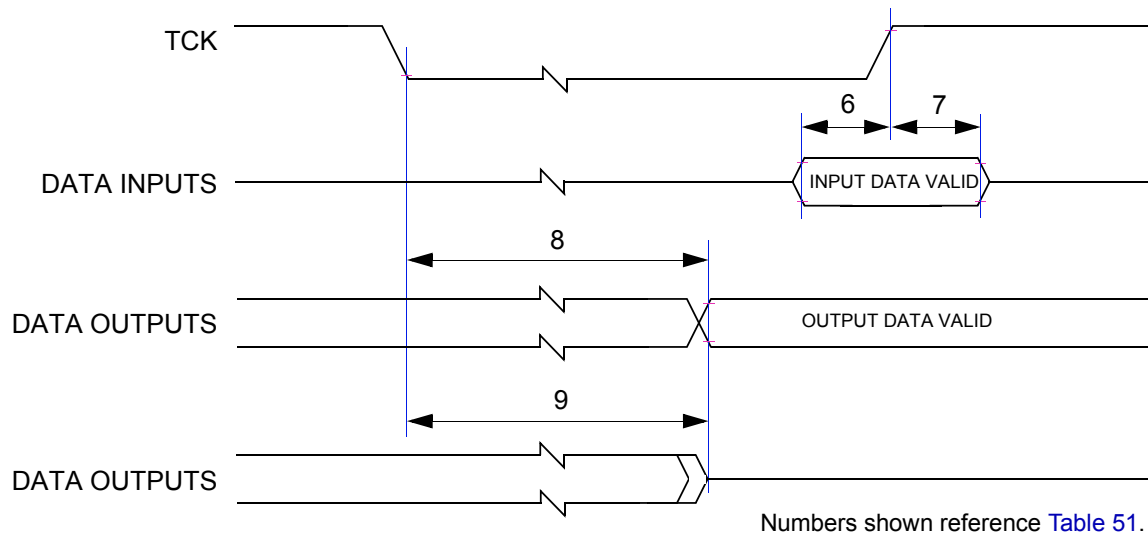 TCK
6 7
DATA INPUTS
INPUT DATA VALID
8
DATA OUTPUTS
OUTPUT DATA VALID
9
DATA OUTPUTS
Numbers shown reference Table 51.